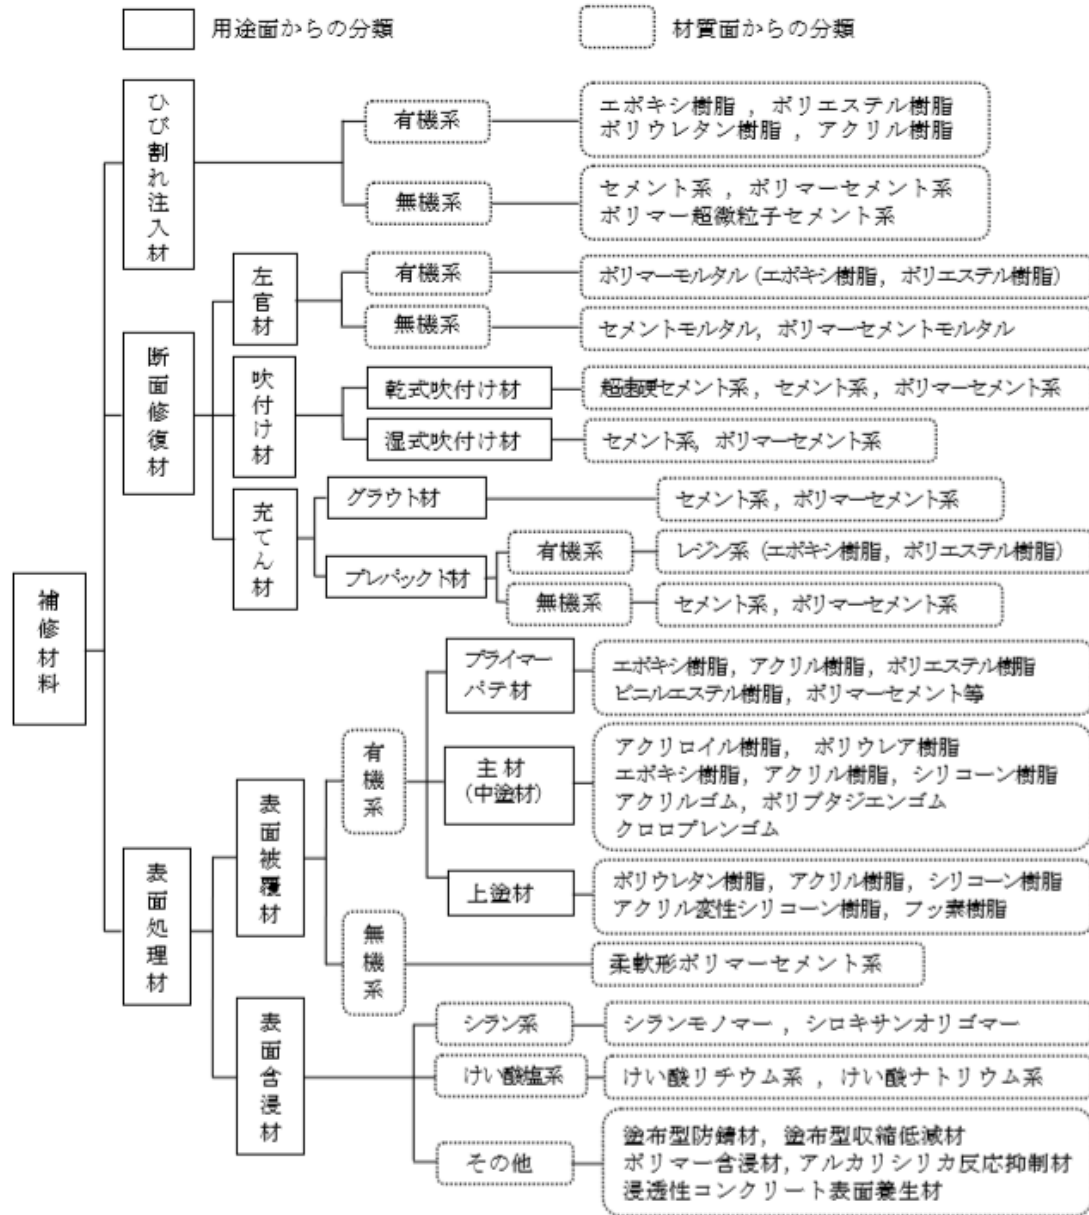 用途面からの分類
材質面からの分類
補修材料
ひび割れ注入材
有機系
エポキシ樹脂 , ポリエステル樹脂
ポリウレタン樹脂 , アクリル樹脂
無機系
セメント系 , ポリマーセメント系
ポリマー超微粒子セメント系
断面修復材
左官材
有機系
ポリマーモルタル (エポキシ樹脂, ポリエステル樹脂)
無機系
セメントモルタル, ポリマーセメントモルタル
吹付け材
乾式吹付け材
超速硬セメント系, セメント系, ポリマーセメント系
湿式吹付け材
セメント系, ポリマーセメント系
充てん材
グラウト材
セメント系, ポリマーセメント系
プレパックド材
有機系
レジン系 (エポキシ樹脂, ポリエステル樹脂)
無機系
セメント系, ポリマーセメント系
表面処理材
表面被覆材
有機系
プライマー
パテ材
エポキシ樹脂, アクリル樹脂, ポリエステル樹脂
ビニルエステル樹脂, ポリマーセメント等
主材
(中塗材)
アクリロイル樹脂, ポリウレア樹脂
エポキシ樹脂, アクリル樹脂, シリコーン樹脂
アクリルゴム, ポリブタジエンゴム
クロロプレンゴム
上塗材
ポリウレタン樹脂, アクリル樹脂, シリコーン樹脂
アクリル変性シリコーン樹脂, フッ素樹脂
無機系
柔軟形ポリマーセメント系
表面含浸材
シラン系
シランモノマー , シロキサンオリゴマー
けい酸塩系
けい酸リチウム系 , けい酸ナトリウム系
その他
塗布型防錆材, 塗布型収縮低減材
ポリマー含浸材, アルカリシリカ反応抑制材
浸透性コンクリート表面養生材